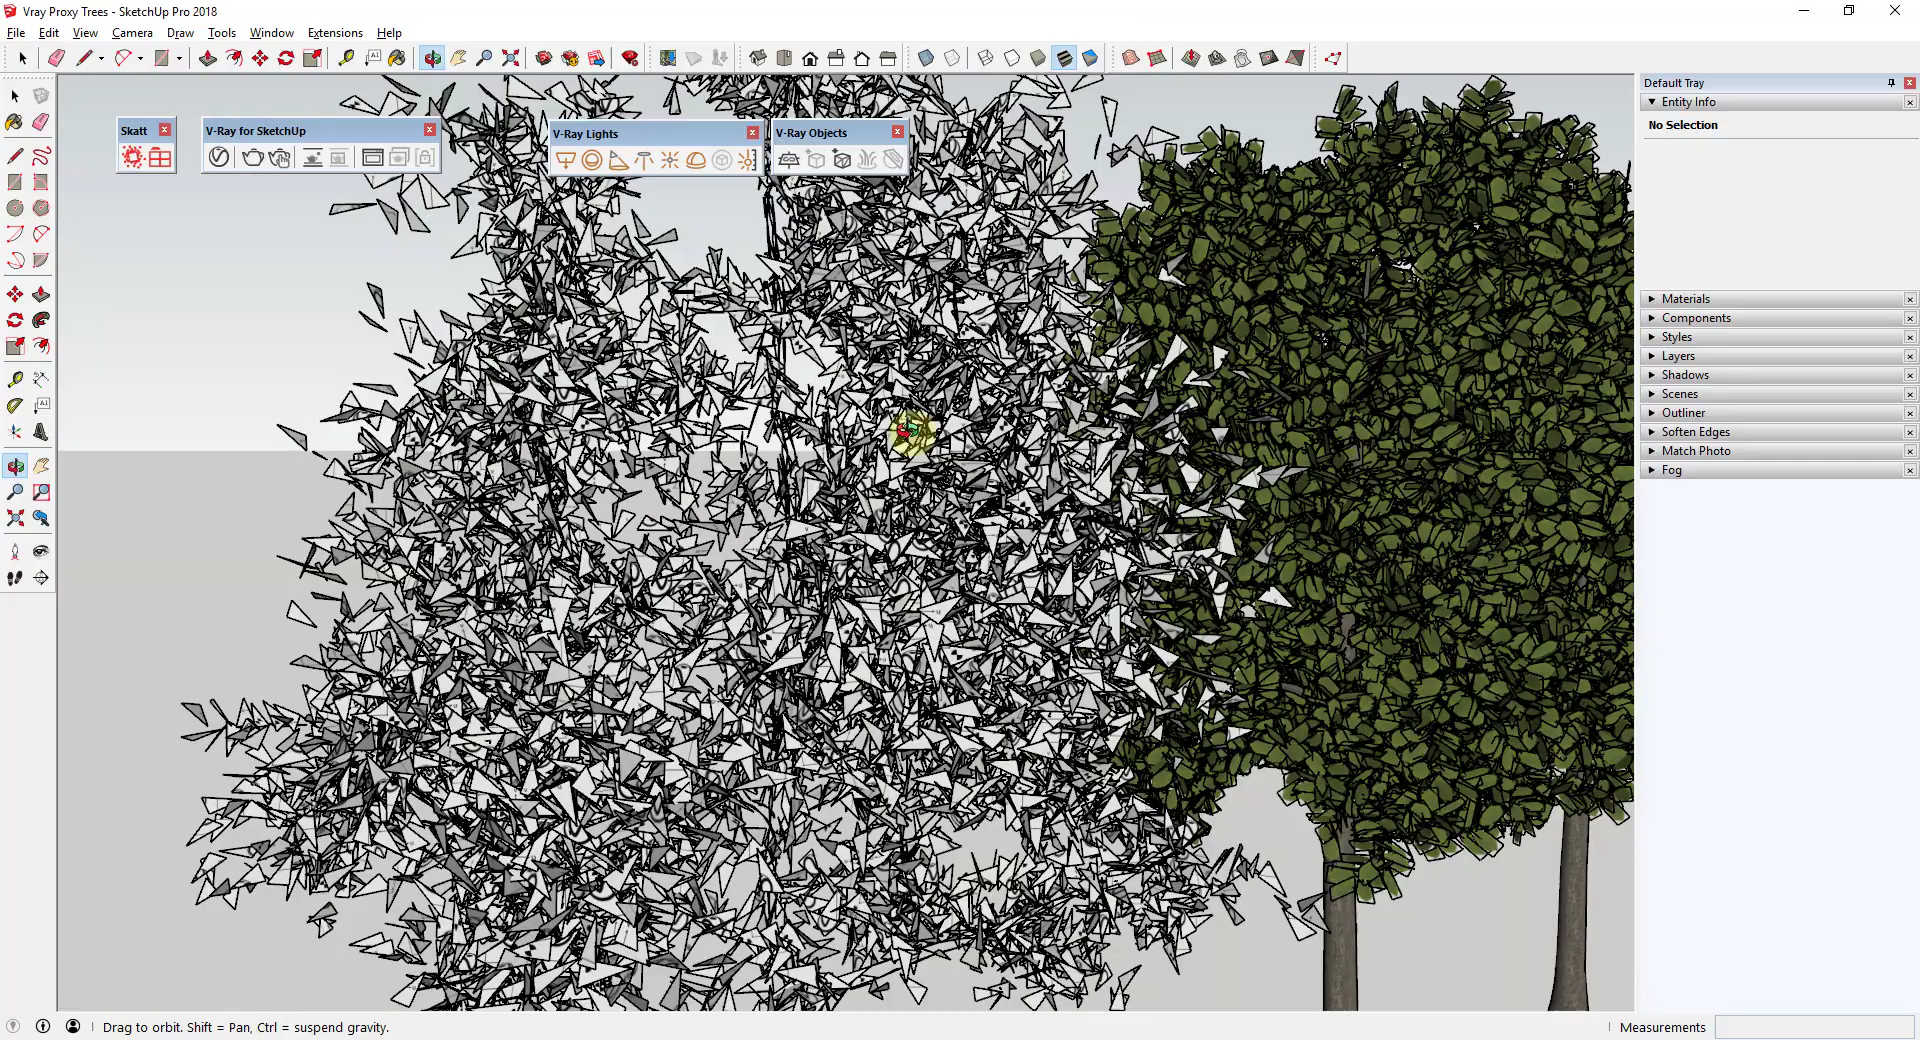 Vray Proxy Trees - SketchUp Pro 2018
File Edit View Camera Draw Tools Window Extensions Help
Default Tray
Entity Info
No Selection
Skatt
V-Ray for SketchUp
V-Ray Lights
V-Ray Objects
Materials
Components
Styles
Layers
Shadows
Scenes
Outliner
Soften Edges
Match Photo
Fog
Drag to orbit. Shift = Pan, Ctrl = suspend gravity.
Measurements